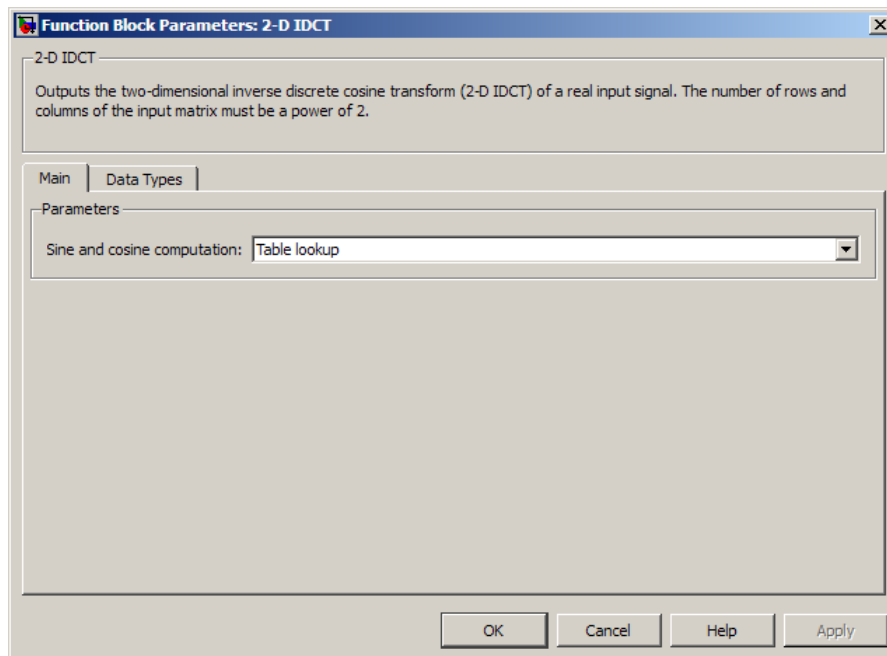 Function Block Parameters: 2-D IDCT
2-D IDCT
Outputs the two-dimensional inverse discrete cosine transform (2-D IDCT) of a real input signal. The number of rows and
columns of the input matrix must be a power of 2.
Main Data Types
Parameters
Sine and cosine computation: Table lookup
OK Cancel Help Apply